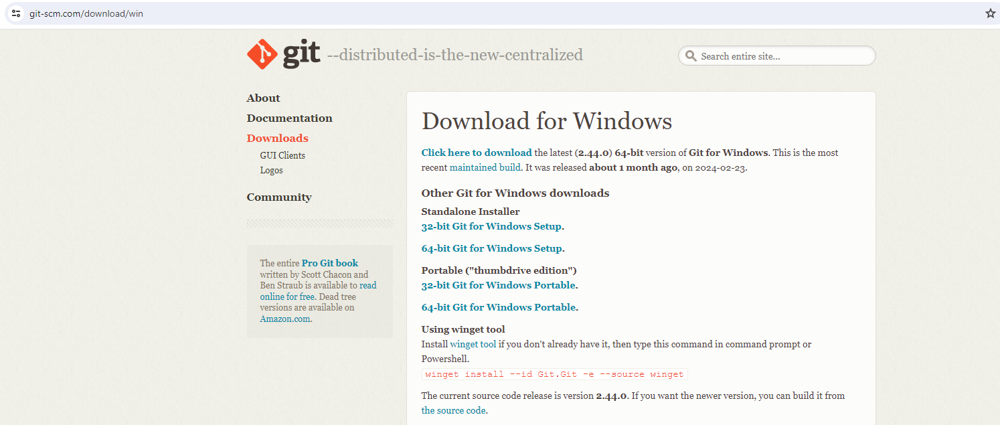 git-scm.com/download/win
git --distributed-is-the-new-centralized
Search entire site...
About
Documentation
Downloads
GUI Clients
Logos
Community
The entire Pro Git book
written by Scott Chacon and
Ben Straub is available to read
online for free. Dead tree
versions are available on
Amazon.com.
Download for Windows
Click here to download the latest (2.44.0) 64-bit version of Git for Windows. This is the most
recent maintained build. It was released about 1 month ago, on 2024-02-23.
Other Git for Windows downloads
Standalone Installer
32-bit Git for Windows Setup.
64-bit Git for Windows Setup.
Portable ("thumbdrive edition")
32-bit Git for Windows Portable.
64-bit Git for Windows Portable.
Using winget tool
Install winget tool if you don't already have it, then type this command in command prompt or
Powershell.
winget install --id Git.Git -e --source winget
The current source code release is version 2.44.0. If you want the newer version, you can build it from
the source code.